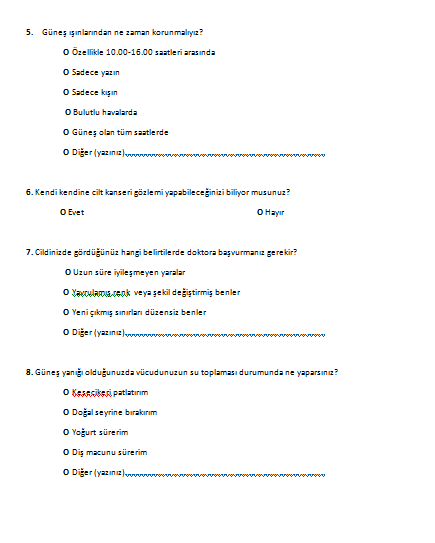 5. Güneş ışınlarından ne zaman korunmalıyız?
O Özellikle 10.00-16.00 saatleri arasında
O Sadece yazın
O Sadece kışın
O Bulutlu havalarda
O Güneş olan tüm saatlerde
O Diğer (yazınız)
6. Kendi kendine cilt kanseri gözlemi yapabileceğinizi biliyor musunuz?
O Evet O Hayır
7. Cildinizde gördüğünüz hangi belirtilerde doktora başvurmanız gerekir?
O Uzun süre iyileşmeyen yaralar
O Yavrulamış,renk veya şekil değiştirmiş benler
O Yeni çıkmış sınırları düzensiz benler
O Diğer (yazınız)
8. Güneş yanığı olduğunuzda vücudunuzun su toplaması durumunda ne yaparsınız?
O Kesecikeri patlatırım
O Doğal seyrine bırakırım
O Yoğurt sürerim
O Diş macunu sürerim
O Diğer (yazınız)